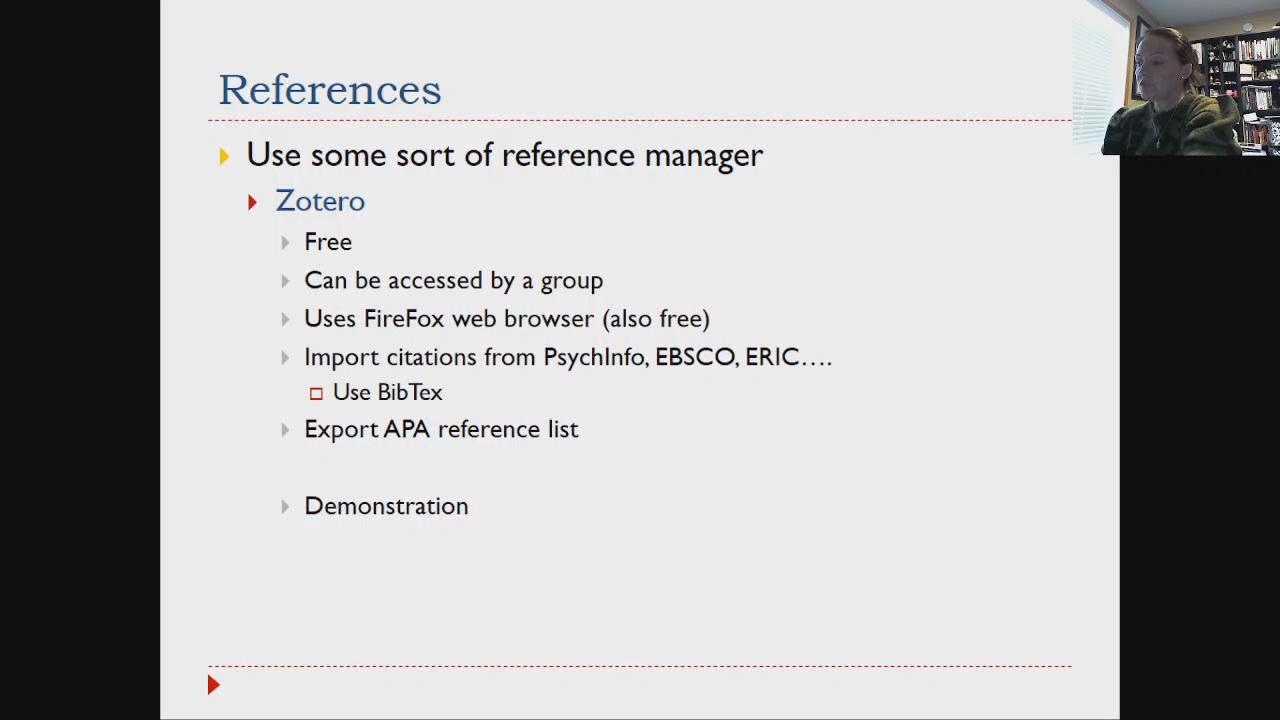 References
Use some sort of reference manager
Zotero
Free
Can be accessed by a group
Uses FireFox web browser (also free)
Import citations from PsychInfo, EBSCO, ERIC….
Use BibTex
Export APA reference list
Demonstration